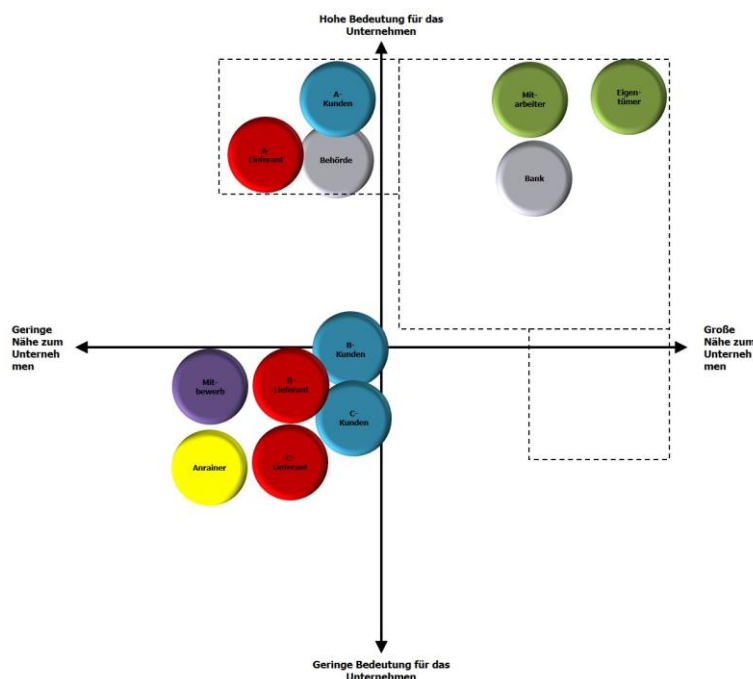 Hohe Bedeutung für das
Unternehmen
A-
Kunden
Mit-
arbeiter
Eigen-
tümer
A-
Lieferant
Behörde
Bank
Geringe
Nähe zum
Unterneh
men
Große
Nähe zum
Unterneh
men
B-
Kunden
Mit-
bewerb
B-
Lieferant
C-
Kunden
Anrainer
C-
Lieferant
Geringe Bedeutung für das
Unternehmen